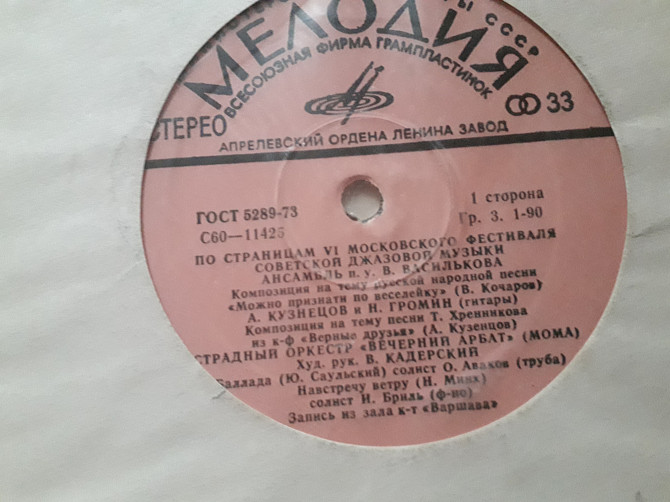 СССР
МЕЛОДИЯ
ВСЕСОЮЗНАЯ ФИРМА ГРАМПЛАСТИНОК
СТЕРЕО
33
АПРЕЛЕВСКИЙ ОРДЕНА ЛЕНИНА ЗАВОД
ГОСТ 5289-73
1 сторона
С60—11425
Гр. 3. 1-90
ПО СТРАНИЦАМ VI МОСКОВСКОГО ФЕСТИВАЛЯ
СОВЕТСКОЙ ДЖАЗОВОЙ МУЗЫКИ
АНСАМБЛЬ п. у. В. ВАСИЛЬКОВА
Композиция на тему русской народной песни
«Можно признати по веселейку» (В. Кочаров)
А. КУЗНЕЦОВ и Н. ГРОМИН (гитары)
Композиция на тему песни Т. Хренникова
из к-ф «Верные друзья» (А. Кузенцов)
СТРАДНЫЙ ОРКЕСТР «ВЕЧЕРНИЙ АРБАТ» (МОМА)
Худ. рук. В. КАДЕРСКИЙ
Баллада (Ю. Саульский) солист О. Аваков (труба)
Навстречу ветру (Н. Минх)
солист И. Бриль (ф-но)
Запись из зала к-т «Варшава»